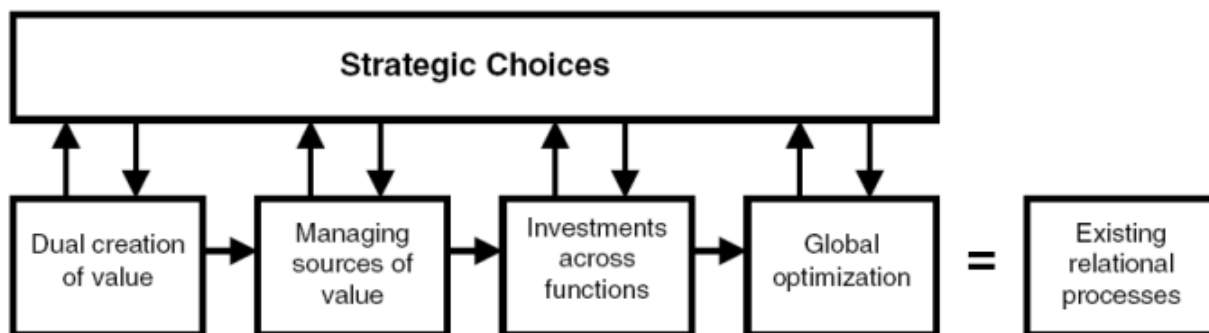 Strategic Choices
Dual creation
of value
Managing
sources of
value
Investments
across
functions
Global
optimization
=
Existing
relational
processes